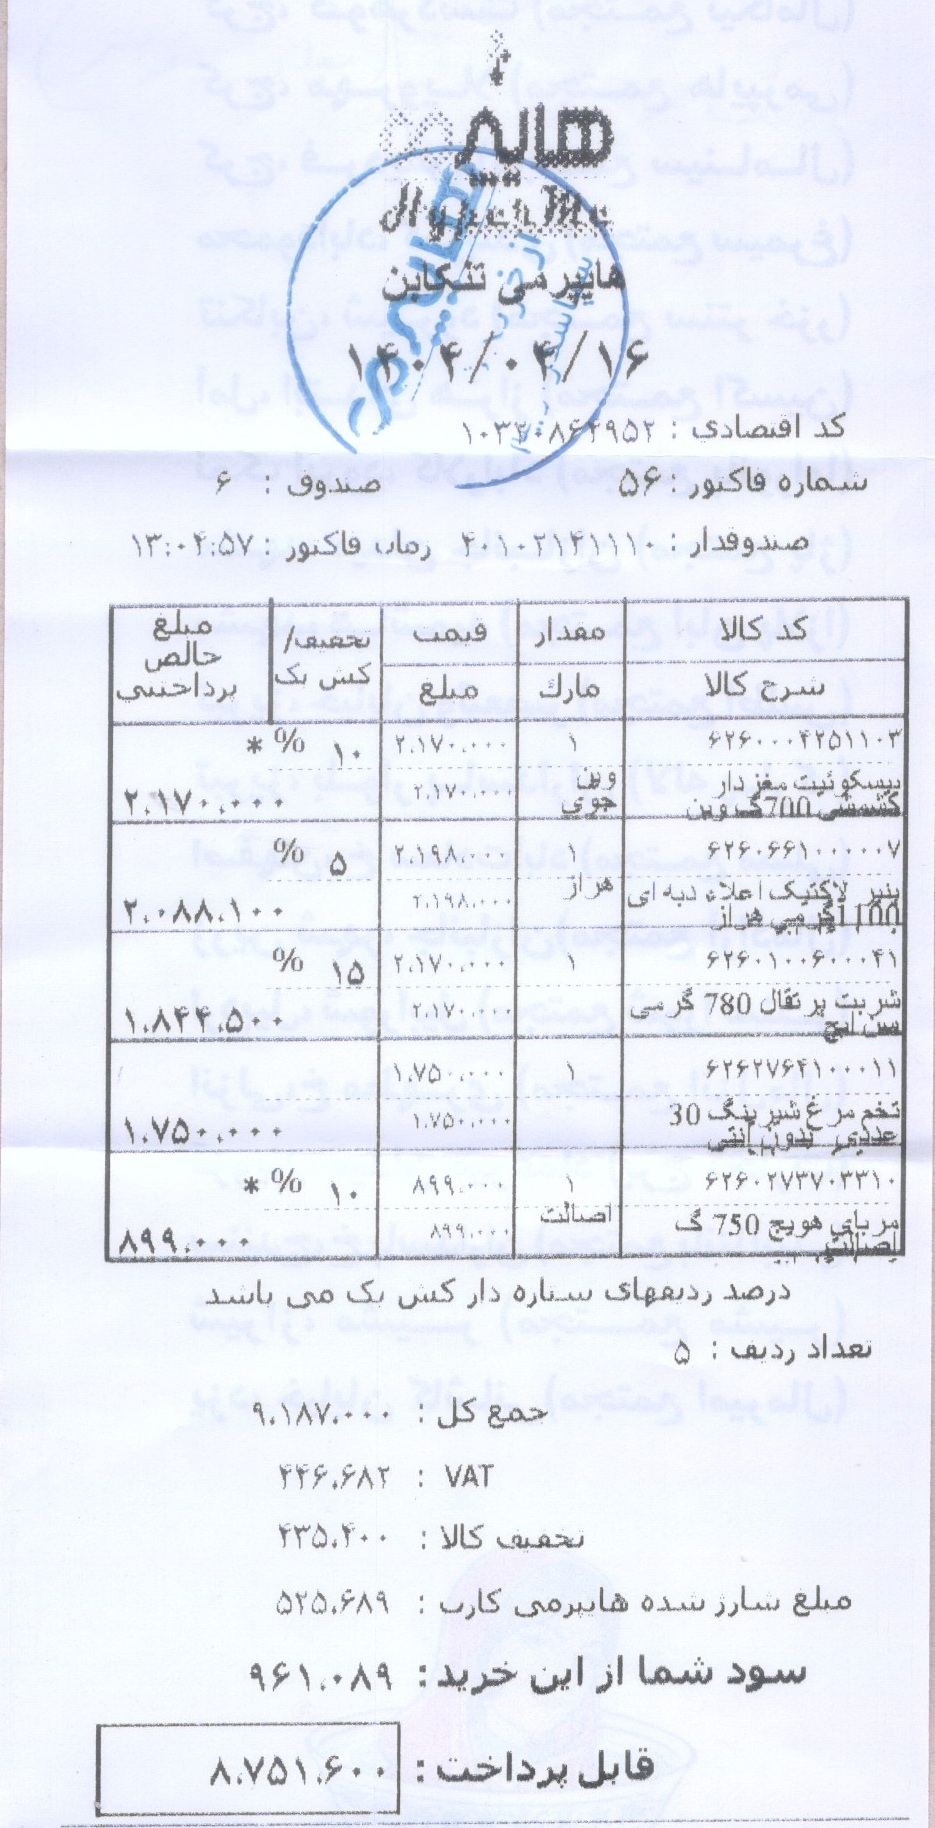 هایپرمی
HyperMe
هایپرمی تنکابن
۱۴۰۴/۰۴/۱۶
کد اقتصادی : ۱۰۳۲۰۸۶۴۹۵۲
شماره فاکتور : ۵۶ صندوق : ۶
صندوقدار : ۴۰۱۰۲۱۴۱۱۱۰ زمان فاکتور : ۱۳:۰۴:۵۷
کد کالا مقدار قیمت تخفیف/ کش بک مبلغ خالص پرداختنی
شرح کالا مارك مبلغ
۶۲۶۰۰۰۴۲۵۱۱۰۳ ۱ ۲،۱۷۰،۰۰۰ ۱۰ % *
بیسکوئیت مغزدار وین جوی ۲،۱۷۰،۰۰۰ ۲،۱۷۰،۰۰۰
کشمشی 700گ وین
۶۲۶۰۶۶۱۰۰۰۰۰۷ ۱ ۲،۱۹۸،۰۰۰ ۵ %
پنیر لاکتیک اعلاء دبه ای هراز ۲،۱۹۸،۰۰۰ ۲،۰۸۸،۱۰۰
1100گرمی هراز
۶۲۶۰۱۰۰۶۰۰۰۴۱ ۱ ۲،۱۷۰،۰۰۰ ۱۵ %
شربت پرتقال 780 گرمی ۲،۱۷۰،۰۰۰ ۱،۸۴۴،۵۰۰
سن ایچ
۶۲۶۲۷۶۴۱۰۰۰۱۱ ۱ ۱،۷۵۰،۰۰۰
تخم مرغ شیرینگ 30 ۱،۷۵۰،۰۰۰ ۱،۷۵۰،۰۰۰
عددی بدون آنتی
۶۲۶۰۲۷۳۷۰۳۳۱۰ ۱ ۸۹۹،۰۰۰ ۱۰ % *
مربای هویج 750 گ اصالت ۸۹۹،۰۰۰ ۸۹۹،۰۰۰
اصالت
درصد ردیفهای ستاره دار کش بک می باشد
تعداد ردیف : ۵
جمع کل : ۹،۱۸۷،۰۰۰
VAT : ۴۴۶،۶۸۲
تخفیف کالا : ۴۳۵،۴۰۰
مبلغ شارژ شده هایپرمی کارت : ۵۲۵،۶۸۹
سود شما از این خرید : ۹۶۱،۰۸۹
قابل پرداخت : ۸،۷۵۱،۶۰۰